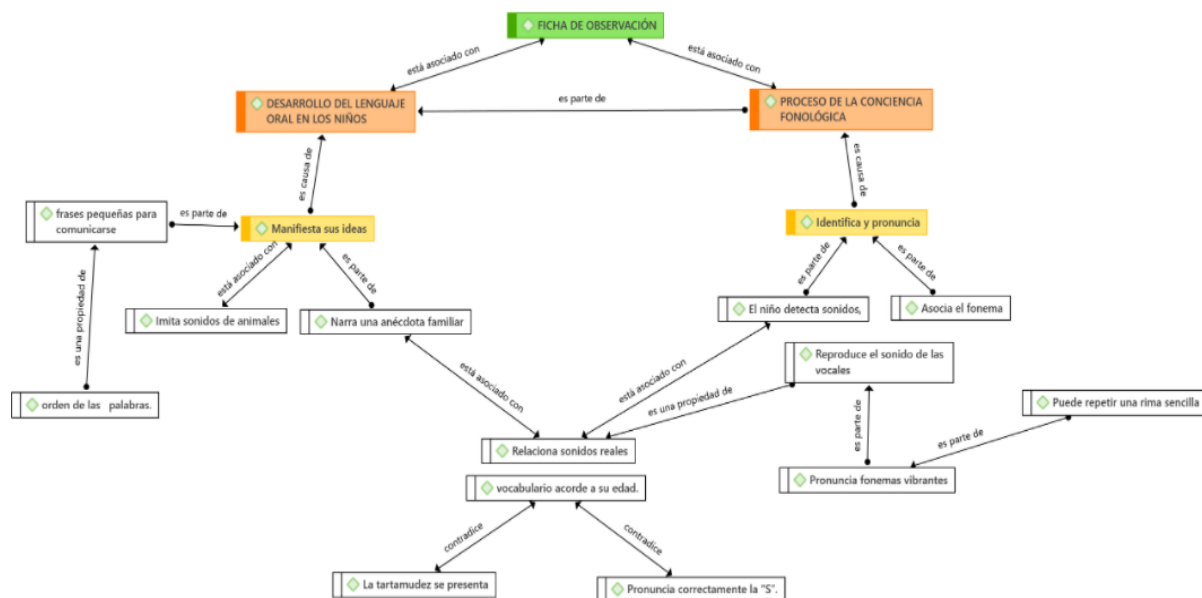 FICHA DE OBSERVACIÓN
está asociado con
está asociado con
DESARROLLO DEL LENGUAJE
ORAL EN LOS NIÑOS
es parte de
PROCESO DE LA CONCIENCIA
FONOLÓGICA
es causa de
es causa de
frases pequeñas para
comunicarse
es parte de
Manifiesta sus ideas
Identifica y pronuncia
es una propiedad de
está asociado con
es parte de
es parte de
es parte de
Imita sonidos de animales
Narra una anécdota familiar
El niño detecta sonidos,
Asocia el fonema
orden de las palabras.
está asociado con
está asociado con
es una propiedad de
Reproduce el sonido de las
vocales
es parte de
es parte de
Puede repetir una rima sencilla
Relaciona sonidos reales
Pronuncia fonemas vibrantes
vocabulario acorde a su edad.
contradice
contradice
La tartamudez se presenta
Pronuncia correctamente la "S".